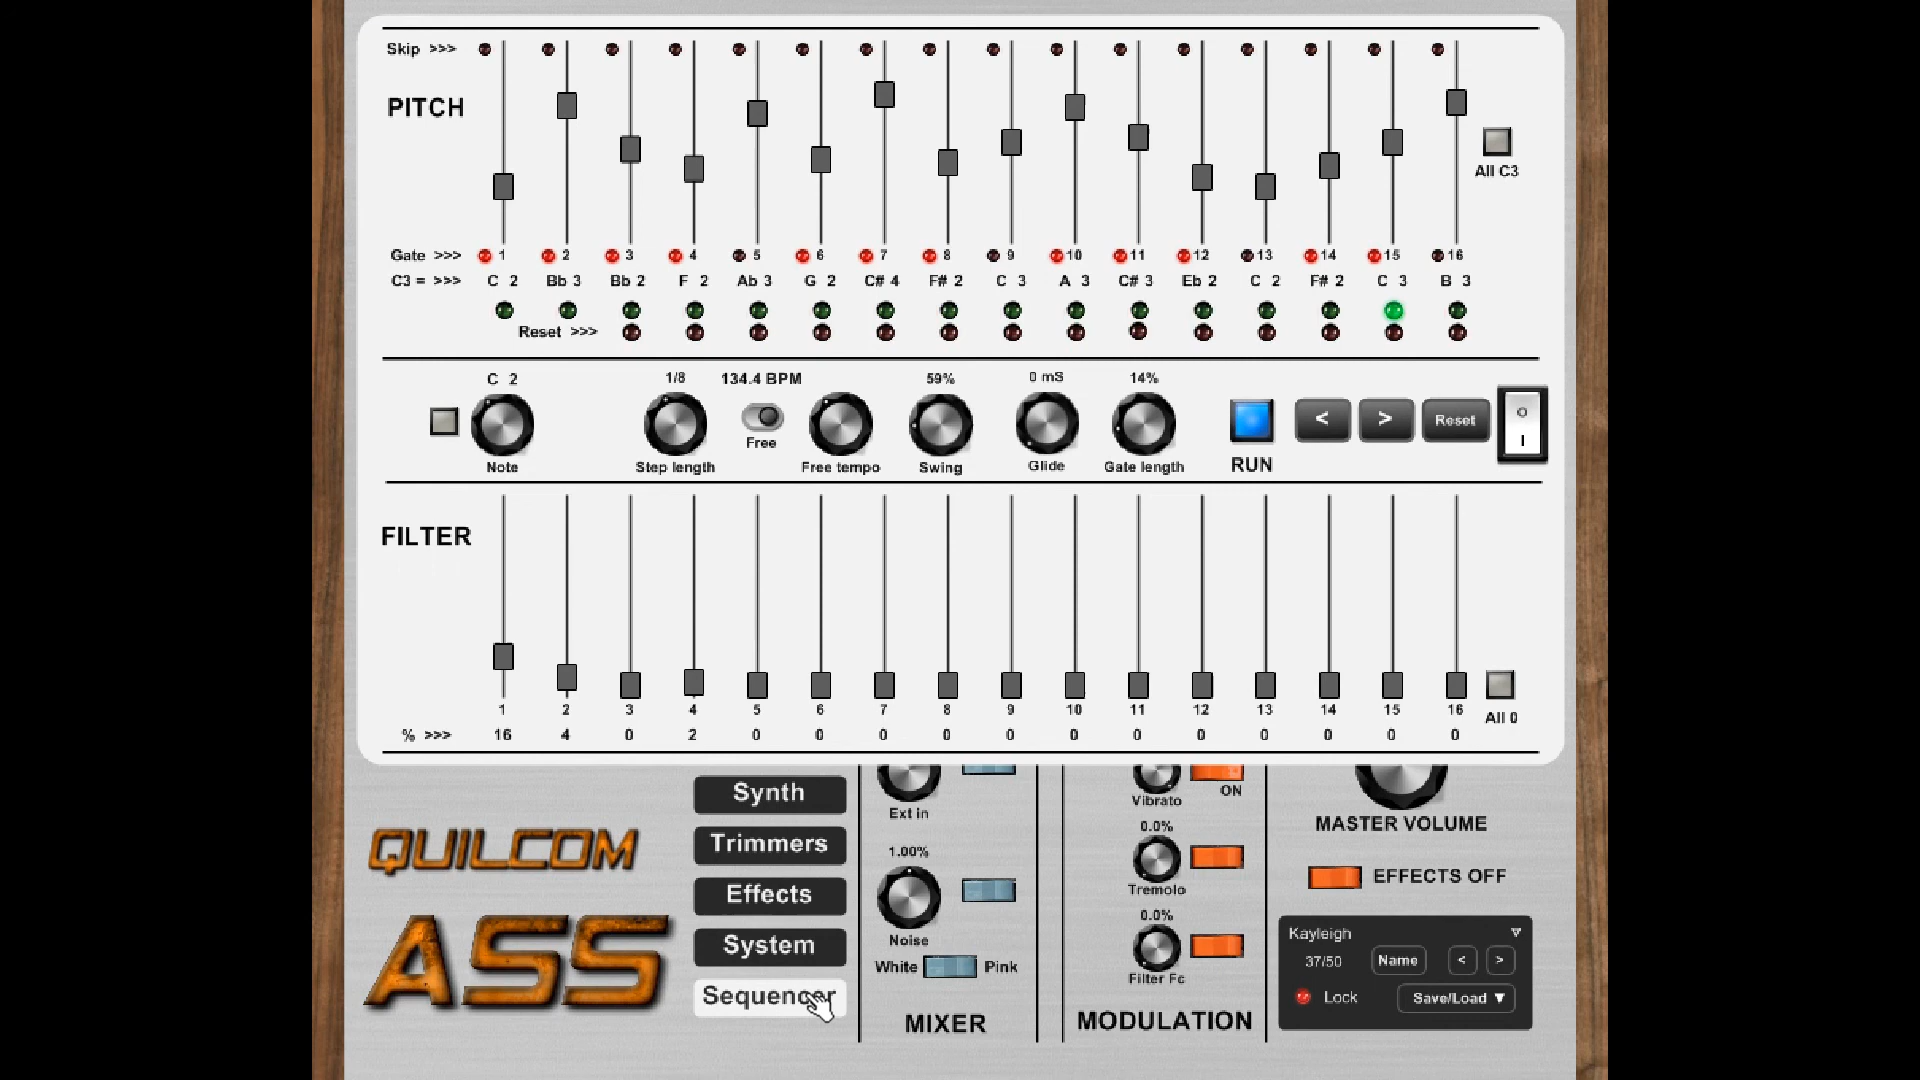 Skip >>>
PITCH
All C3
Gate >>> 1 2 3 4 5 6 7 8 9 10 11 12 13 14 15 16
C3 = >>> C 2 Bb 3 Bb 2 F 2 Ab 3 G 2 C# 4 F# 2 C 3 A 3 C# 3 Eb 2 C 2 F# 2 C 3 B 3
Reset >>>
C 2 1/8 134.4 BPM 59% 0 mS 14%
Free
< > Reset
O
I
Note Step length Free tempo Swing Glide Gate length RUN
FILTER
1 2 3 4 5 6 7 8 9 10 11 12 13 14 15 16
All 0
% >>> 16 4 0 2 0 0 0 0 0 0 0 0 0 0 0 0
QUILCOM
ASS
Synth
Trimmers
Effects
System
Sequencer
Ext in
1.00%
Noise
White Pink
MIXER
Vibrato ON
0.0%
Tremolo
0.0%
Filter Fc
MODULATION
MASTER VOLUME
EFFECTS OFF
Kayleigh
37/50 Name < >
Lock Save/Load ▼